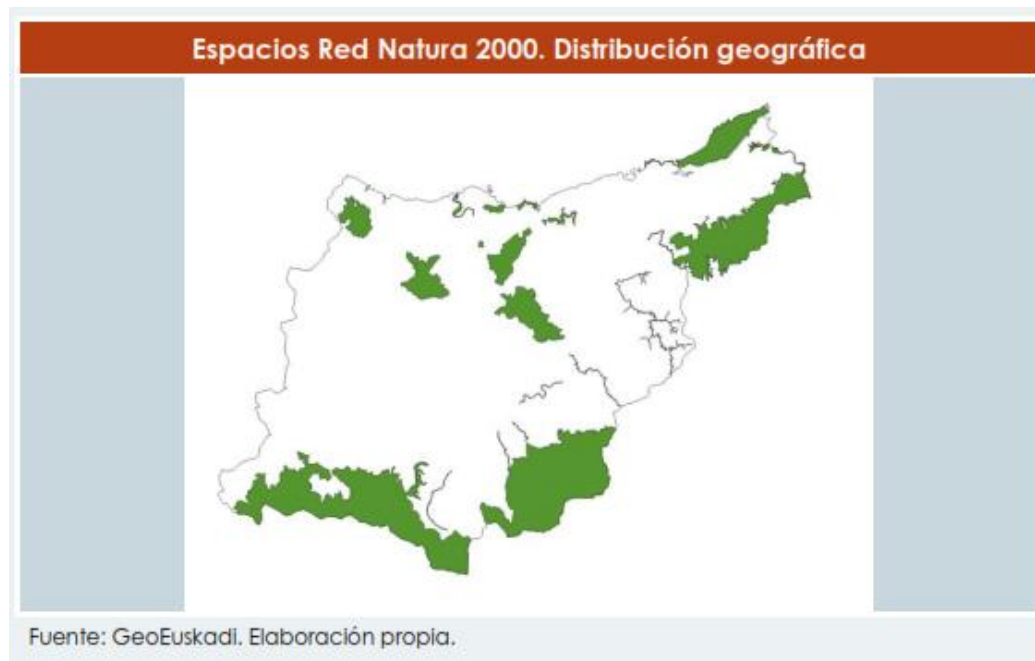 Espacios Red Natura 2000. Distribución geográfica
Fuente: GeoEuskadi. Elaboración propia.